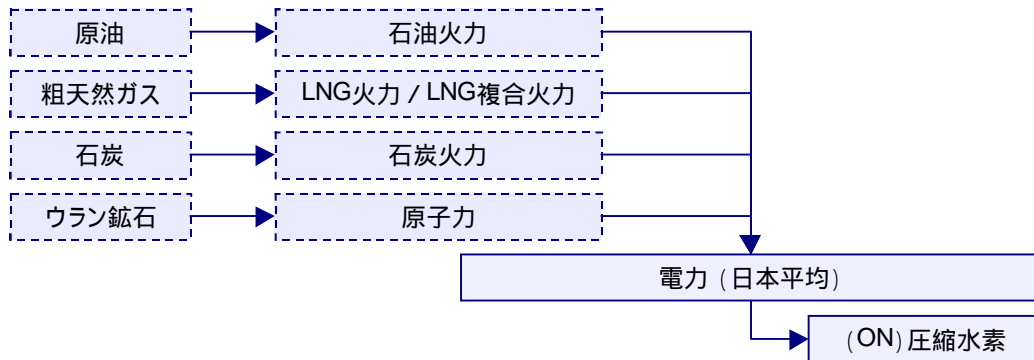 原油
石油火力
粗天然ガス
LNG火力 / LNG複合火力
石炭
石炭火力
ウラン鉱石
原子力
電力 (日本平均)
(ON) 圧縮水素